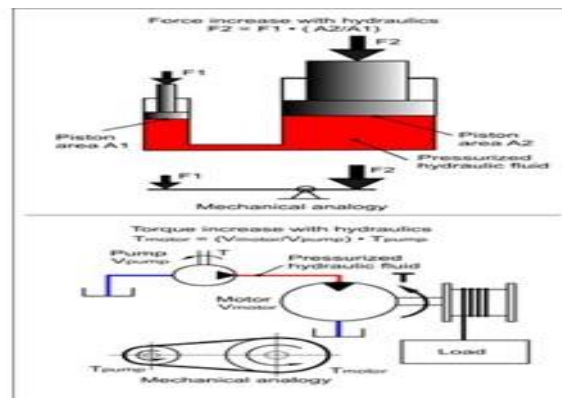 Force increase with hydraulics
F2 = F1 • (A2/A1)
F2
F1
Piston
area A1
Piston
area A2
Pressurized
hydraulic fluid
F1
F2
Mechanical analogy
Torque increase with hydraulics
Tmotor = (Vmotor/Vpump) • Tpump
Pump
Vpump
T
Pressurized
hydraulic fluid
T
Motor
Vmotor
Load
Tpump
Tmotor
Mechanical analogy